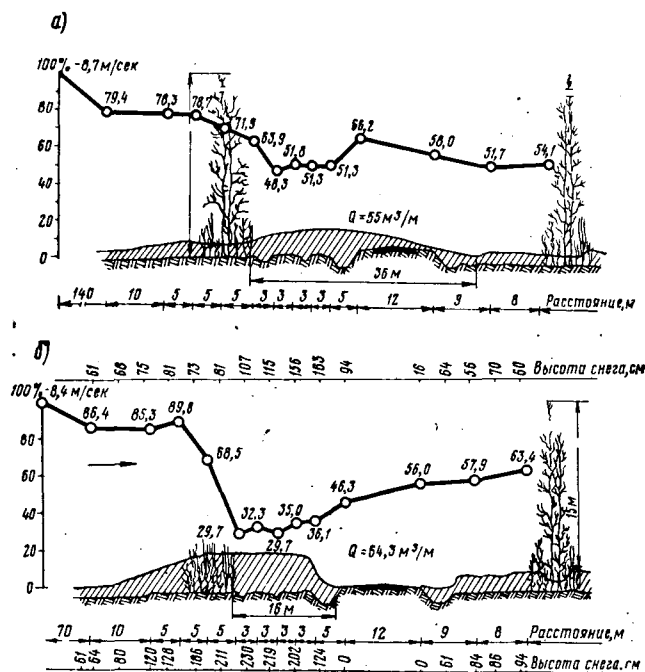 а)
100% -8,7 м/сек
79,4 78,3 78,7 71,3 63,9 48,3 51,8 51,3 51,3 66,2 58,0 51,7 54,1
80
60
40
20
0
Q = 55 м³/м
36 м
140 10 5 5 5 3 3 3 3 5 12 9 8 Расстояние, м
61 68 75 81 73 81 107 115 156 183 94 16 64 56 70 60 Высота снега, см
б)
100% -8,4 м/сек
86,4 85,3 89,8 68,5 29,7 32,3 29,7 35,0 36,1 46,3 56,0 57,9 63,4
80
60
40
20
0
Q = 64,3 м³/м
15 м
16 м
70 10 5 5 5 3 3 3 3 5 12 9 8 Расстояние, м
61 64 80 120 128 186 211 230 219 202 124 0 0 84 86 94 Высота снега, см